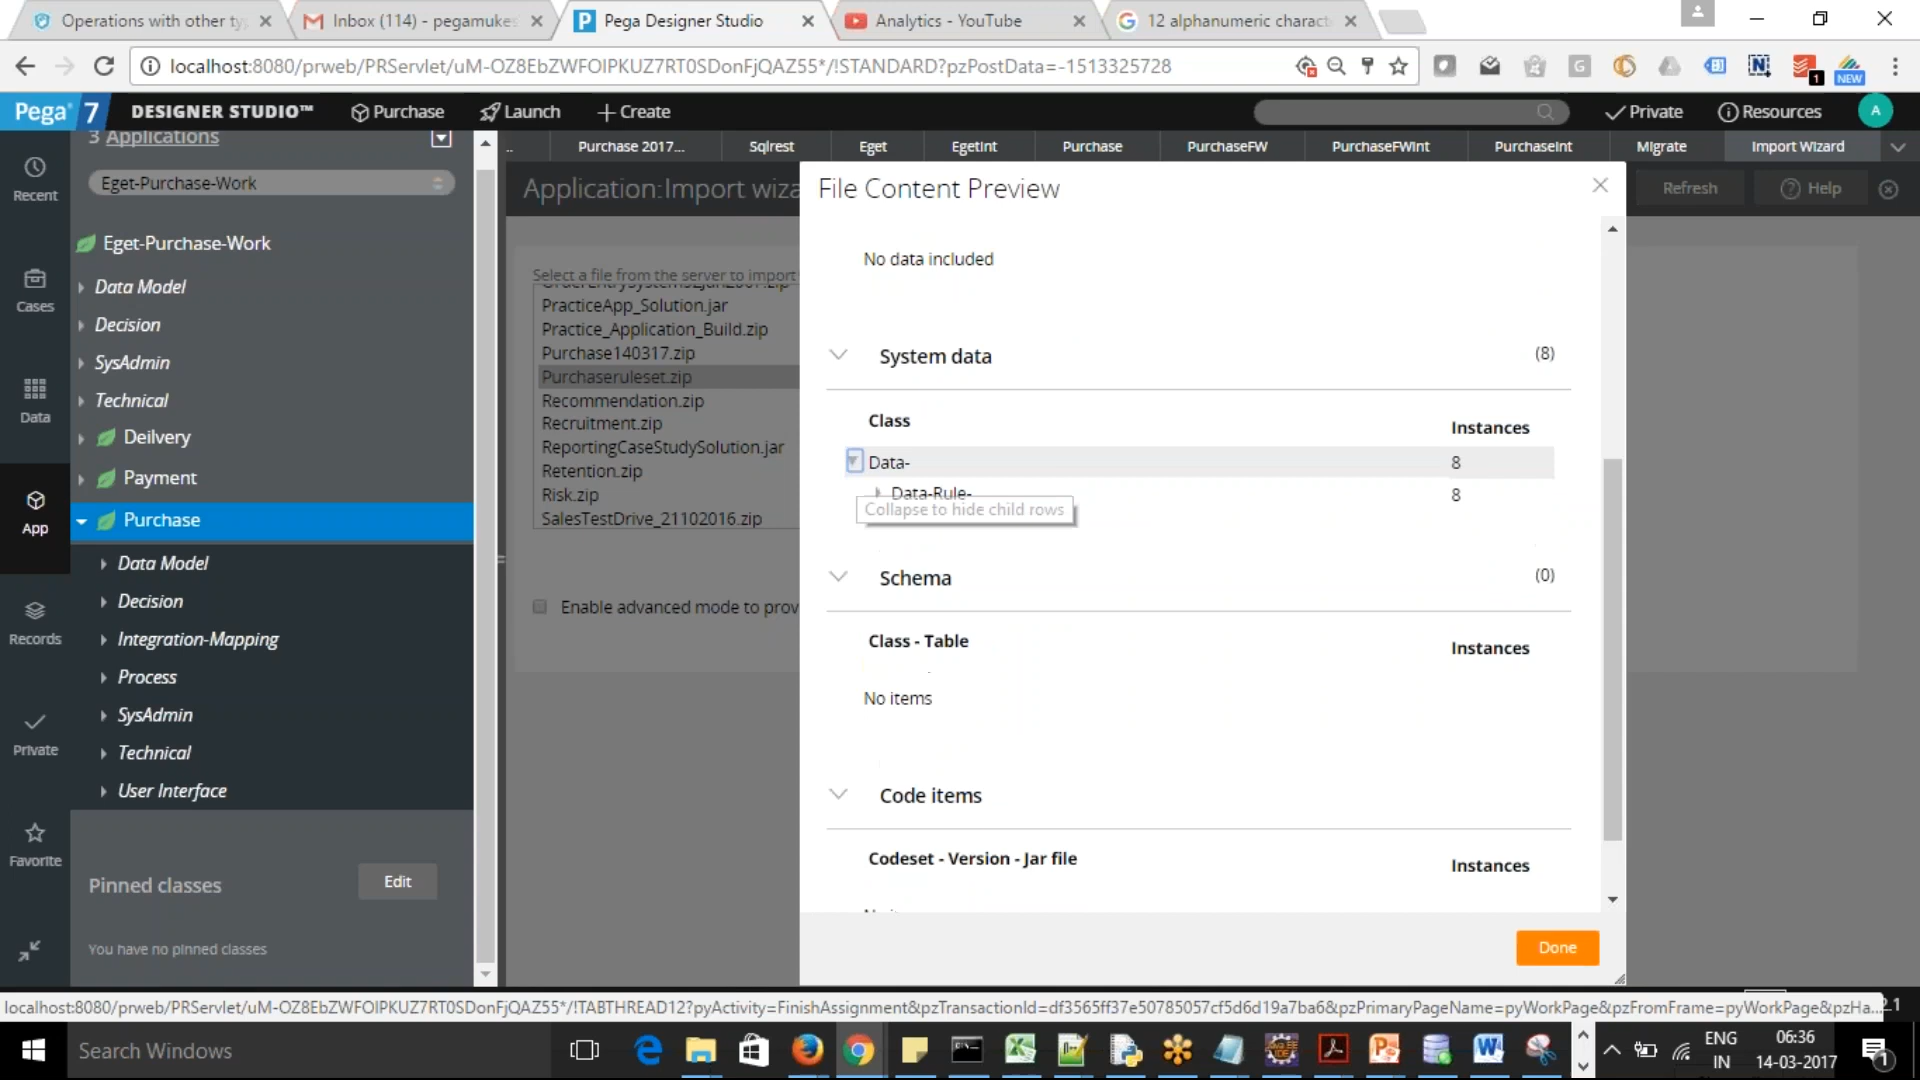 Operations with other ty
Inbox (114) - pegamukes
Pega Designer Studio
Analytics - YouTube
12 alphanumeric charact
localhost:8080/prweb/PRServlet/uM-OZ8EbZWFOIPKUZ7RT0SDonFjQAZ55*/!STANDARD?pzPostData=-1513325728
1
NEW
Pega 7 DESIGNER STUDIO™ Purchase Launch Create Private Resources A
3 Applications
.. Purchase 2017... Sqlrest Eget EgetInt Purchase PurchaseFW PurchaseFWInt PurchaseInt Migrate Import Wizard
Recent
Cases
Data
App
Records
Private
Favorite
Eget-Purchase-Work
Eget-Purchase-Work
Data Model
Decision
SysAdmin
Technical
Deilvery
Payment
Purchase
Data Model
Decision
Integration-Mapping
Process
SysAdmin
Technical
User Interface
Pinned classes
Edit
You have no pinned classes
Application:Import wiza
Refresh
Help
Select a file from the server to import
PracticeApp_Solution.jar
Practice_Application_Build.zip
Purchase140317.zip
Purchaseruleset.zip
Recommendation.zip
Recruitment.zip
ReportingCaseStudySolution.jar
Retention.zip
Risk.zip
SalesTestDrive_21102016.zip
Enable advanced mode to prov
File Content Preview
No data included
System data (8)
Class Instances
Data- 8
Data-Rule- 8
Collapse to hide child rows
Schema (0)
Class - Table Instances
No items
Code items
Codeset - Version - Jar file Instances
Done
localhost:8080/prweb/PRServlet/uM-OZ8EbZWFOIPKUZ7RT0SDonFjQAZ55*/!TABTHREAD12?pyActivity=FinishAssignment&pzTransactionId=df3565ff37e50785057cf5d6d19a7ba6&pzPrimaryPageName=pyWorkPage&pzFromFrame=pyWorkPage&pzHa...
2.1
Search Windows
ENG
IN
06:36
14-03-2017
1